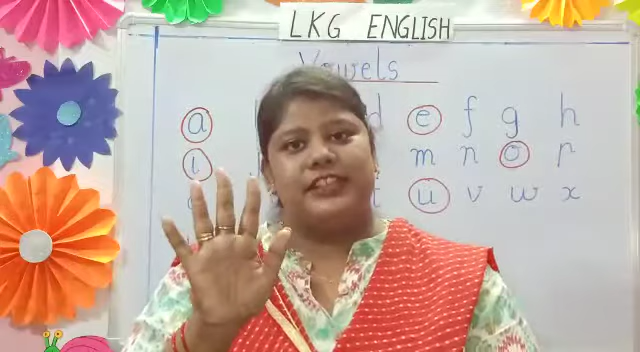 LKG ENGLISH
Vowels
a d e f g h
i m n o p
t u v w x